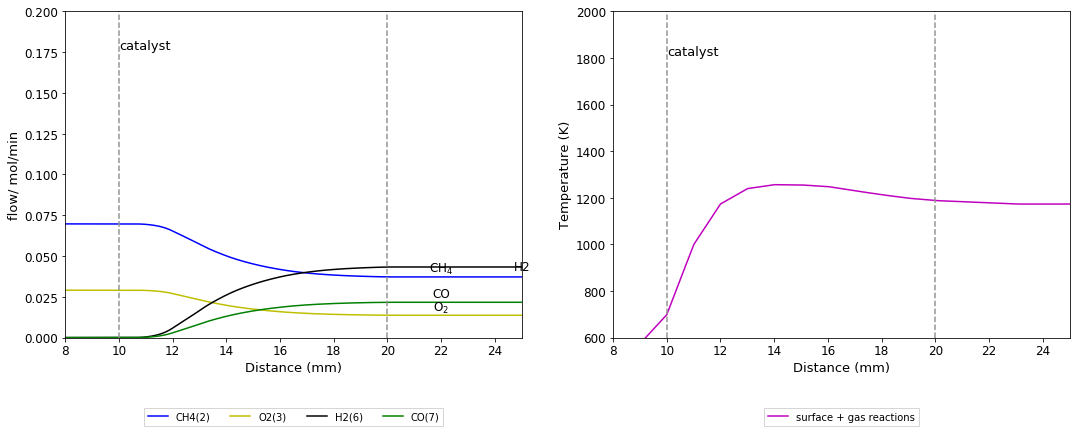 0.200
0.175
0.150
0.125
0.100
0.075
0.050
0.025
0.000
flow/ mol/min
catalyst
CH₄
H2
CO
O₂
8 10 12 14 16 18 20 22 24
Distance (mm)
CH4(2) O2(3) H2(6) CO(7)
2000
1800
1600
1400
1200
1000
800
600
Temperature (K)
catalyst
8 10 12 14 16 18 20 22 24
Distance (mm)
surface + gas reactions